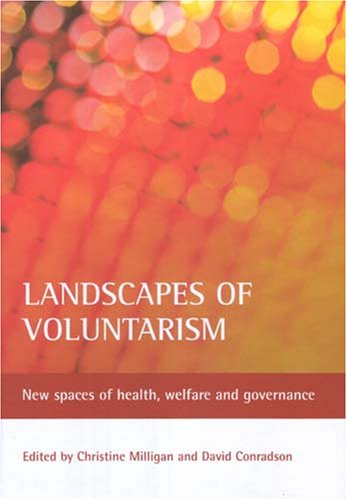 LANDSCAPES OF
VOLUNTARISM
New spaces of health, welfare and governance
Edited by Christine Milligan and David Conradson